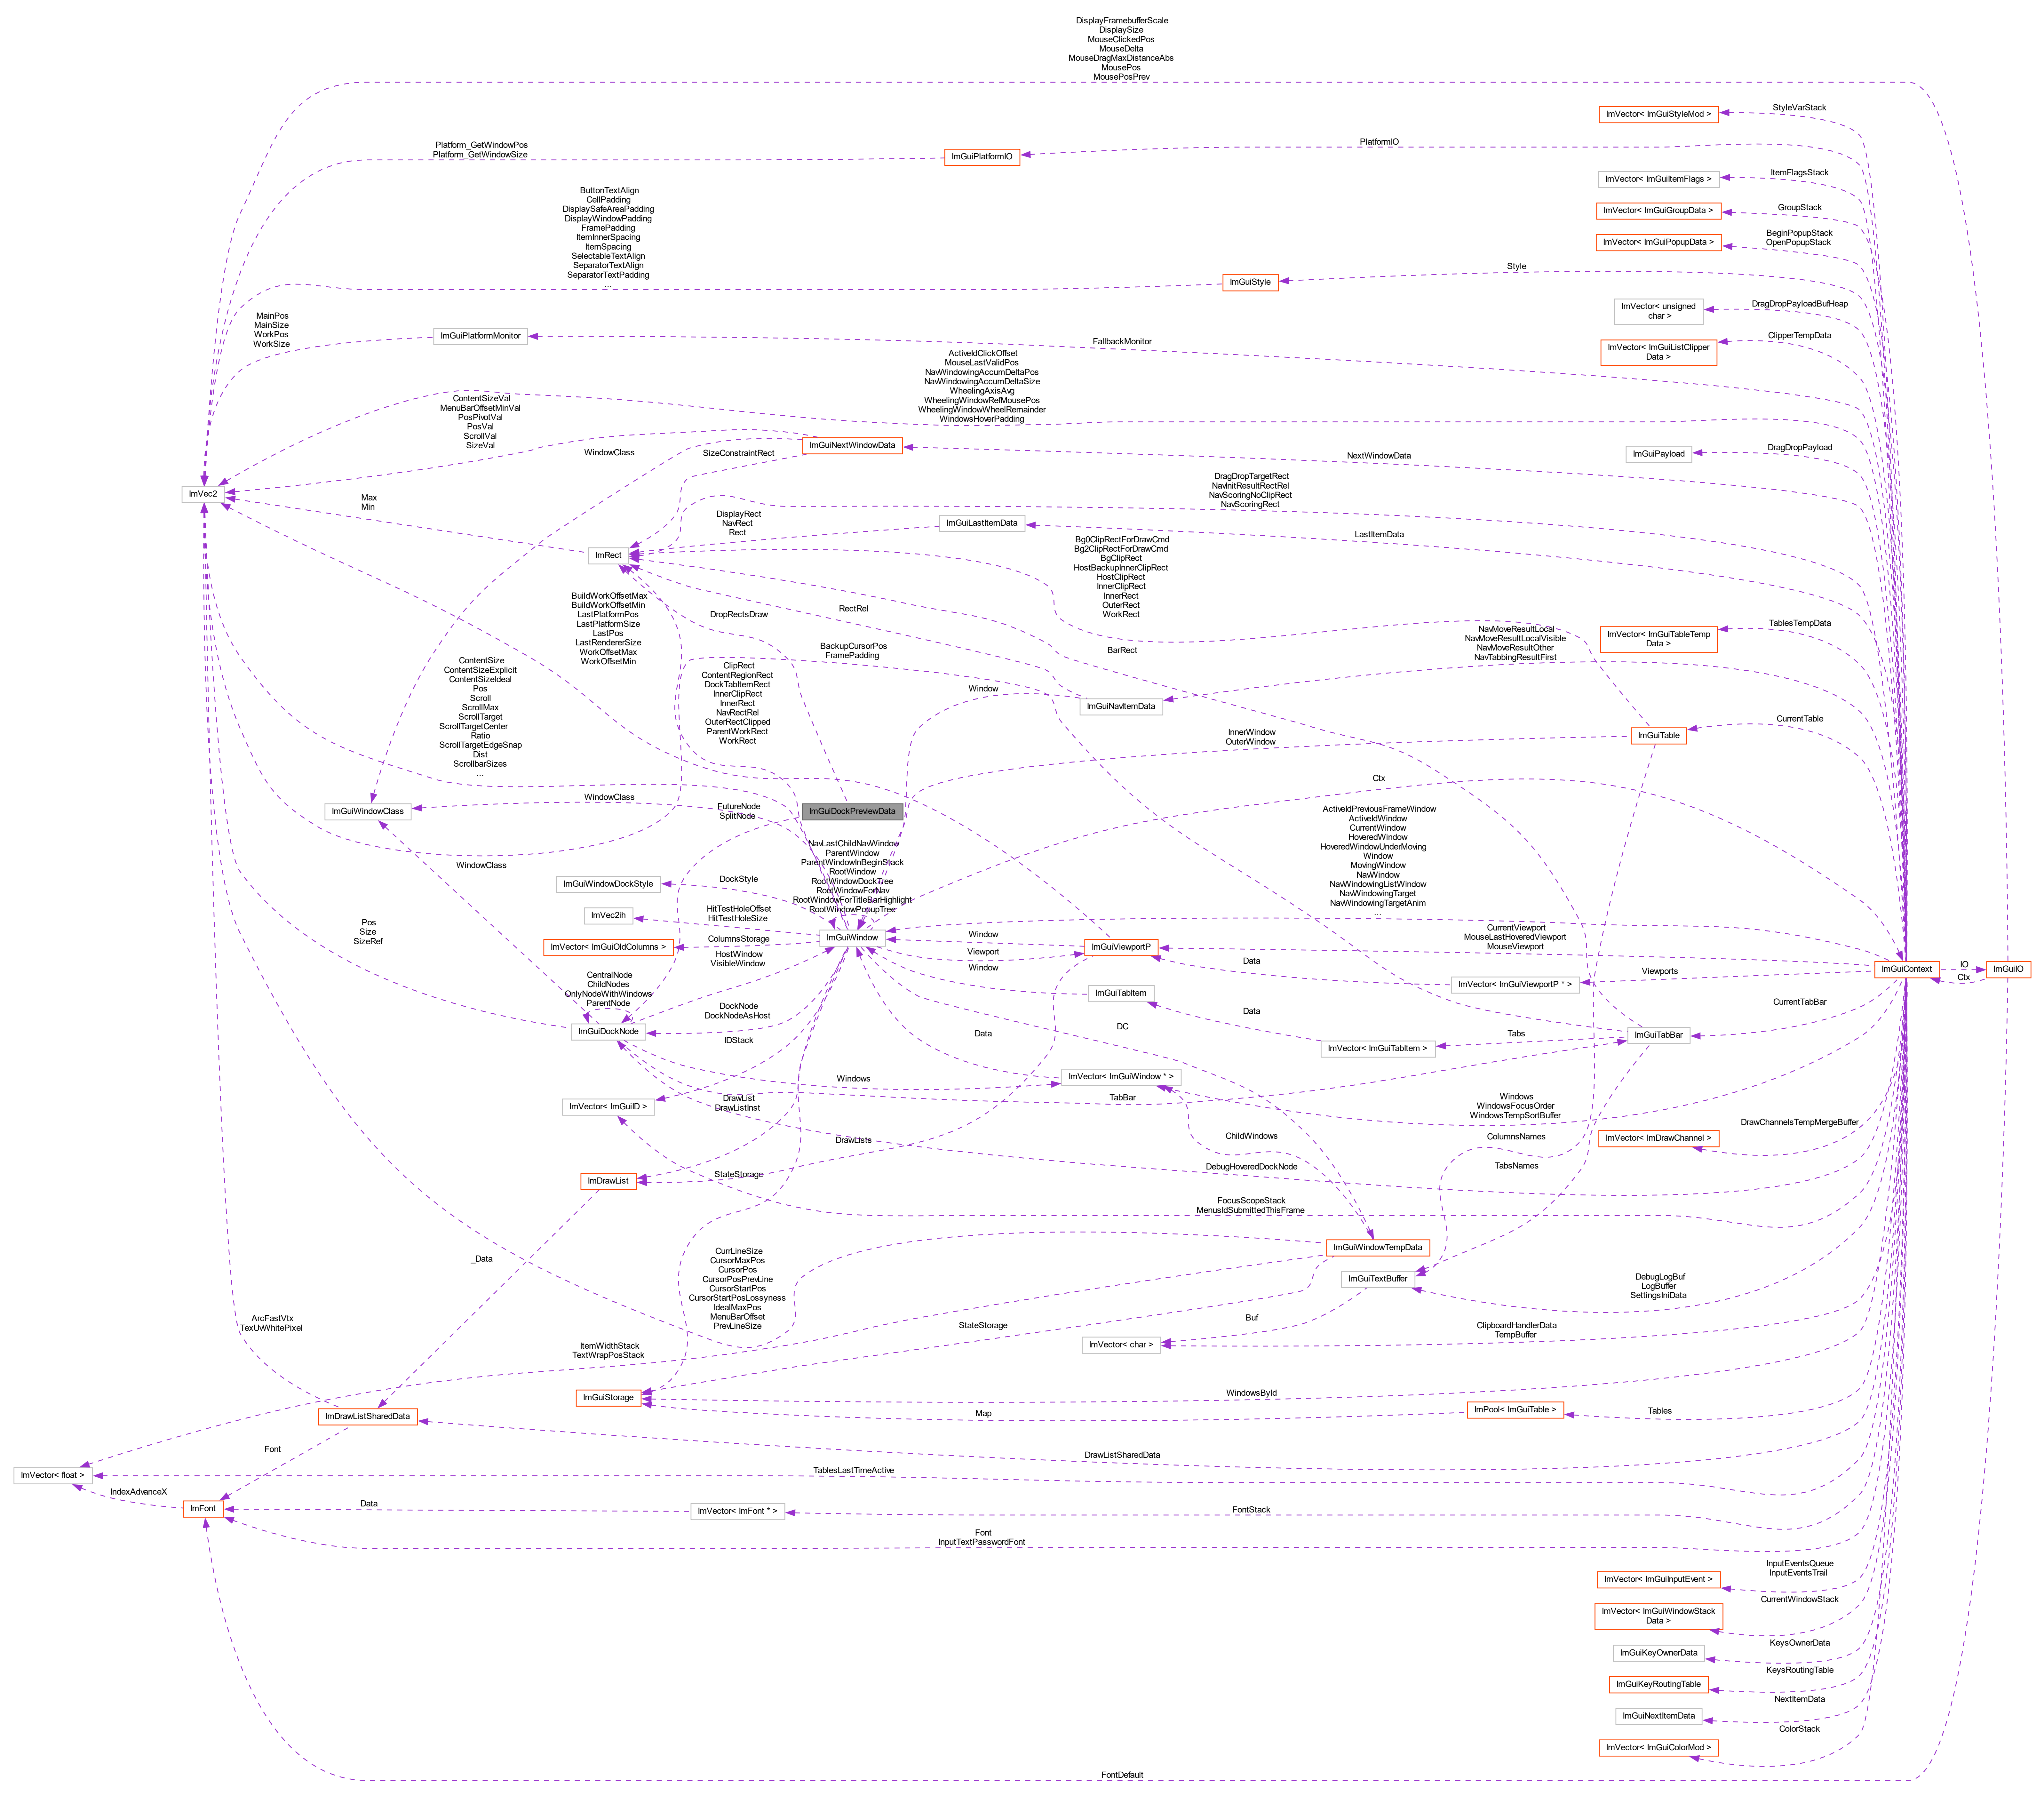 DisplayFramebufferScale
DisplaySize
MouseClickedPos
MouseDelta
MouseDragMaxDistanceAbs
MousePos
MousePosPrev
ImVector< ImGuiStyleMod >
StyleVarStack
Platform_GetWindowPos
Platform_GetWindowSize
ImGuiPlatformIO
PlatformIO
ImVector< ImGuiItemFlags >
ItemFlagsStack
ImVector< ImGuiGroupData >
GroupStack
ImVector< ImGuiPopupData >
BeginPopupStack
OpenPopupStack
ButtonTextAlign
CellPadding
DisplaySafeAreaPadding
DisplayWindowPadding
FramePadding
ItemInnerSpacing
ItemSpacing
SelectableTextAlign
SeparatorTextAlign
SeparatorTextPadding
...
ImGuiStyle
Style
ImVector< unsigned
char >
DragDropPayloadBufHeap
MainPos
MainSize
WorkPos
WorkSize
ImGuiPlatformMonitor
FallbackMonitor
ImVector< ImGuiListClipper
Data >
ClipperTempData
ActiveIdClickOffset
MouseLastValidPos
NavWindowingAccumDeltaPos
NavWindowingAccumDeltaSize
WheelingAxisAvg
WheelingWindowRefMousePos
WheelingWindowWheelRemainder
WindowsHoverPadding
ContentSizeVal
MenuBarOffsetMinVal
PosPivotVal
PosVal
ScrollVal
SizeVal
WindowClass
SizeConstraintRect
ImGuiNextWindowData
NextWindowData
ImGuiPayload
DragDropPayload
ImVec2
Max
Min
DragDropTargetRect
NavInitResultRectRel
NavScoringNoClipRect
NavScoringRect
DisplayRect
NavRect
Rect
ImGuiLastItemData
LastItemData
ImRect
Bg0ClipRectForDrawCmd
Bg2ClipRectForDrawCmd
BgClipRect
HostBackupInnerClipRect
HostClipRect
InnerClipRect
InnerRect
OuterRect
WorkRect
BuildWorkOffsetMax
BuildWorkOffsetMin
LastPlatformPos
LastPlatformSize
LastPos
LastRendererSize
WorkOffsetMax
WorkOffsetMin
DropRectsDraw
RectRel
BackupCursorPos
FramePadding
BarRect
NavMoveResultLocal
NavMoveResultLocalVisible
NavMoveResultOther
NavTabbingResultFirst
ImVector< ImGuiTableTemp
Data >
TablesTempData
ContentSize
ContentSizeExplicit
ContentSizeIdeal
Pos
Scroll
ScrollMax
ScrollTarget
ScrollTargetCenter
Ratio
ScrollTargetEdgeSnap
Dist
ScrollbarSizes
...
ClipRect
ContentRegionRect
DockTabItemRect
InnerClipRect
InnerRect
NavRectRel
OuterRectClipped
ParentWorkRect
WorkRect
Window
ImGuiNavItemData
InnerWindow
OuterWindow
ImGuiTable
CurrentTable
Ctx
ImGuiWindowClass
WindowClass
FutureNode
SplitNode
ImGuiDockPreviewData
ActiveIdPreviousFrameWindow
ActiveIdWindow
CurrentWindow
HoveredWindow
HoveredWindowUnderMoving
Window
MovingWindow
NavWindow
NavWindowingListWindow
NavWindowingTarget
NavWindowingTargetAnim
...
NavLastChildNavWindow
ParentWindow
ParentWindowInBeginStack
RootWindow
RootWindowDockTree
RootWindowForNav
RootWindowForTitleBarHighlight
RootWindowPopupTree
WindowClass
ImGuiWindowDockStyle
DockStyle
ImVec2ih
HitTestHoleOffset
HitTestHoleSize
ImVector< ImGuiOldColumns >
ColumnsStorage
ImGuiWindow
Window
Viewport
ImGuiViewportP
CurrentViewport
MouseLastHoveredViewport
MouseViewport
Pos
Size
SizeRef
HostWindow
VisibleWindow
Window
Data
ImVector< ImGuiViewportP * >
Viewports
ImGuiContext
IO
Ctx
ImGuiIO
CentralNode
ChildNodes
OnlyNodeWithWindows
ParentNode
ImGuiDockNode
DockNode
DockNodeAsHost
ImGuiTabItem
Data
DC
ImVector< ImGuiTabItem >
Tabs
ImGuiTabBar
CurrentTabBar
IDStack
Data
Windows
ImVector< ImGuiWindow * >
ImVector< ImGuiID >
DrawList
DrawListInst
TabBar
Windows
WindowsFocusOrder
WindowsTempSortBuffer
ImVector< ImDrawChannel >
DrawChannelsTempMergeBuffer
DrawLists
ChildWindows
ColumnsNames
TabsNames
ImDrawList
StateStorage
DebugHoveredDockNode
FocusScopeStack
MenusIdSubmittedThisFrame
ImGuiWindowTempData
_Data
CurrLineSize
CursorMaxPos
CursorPos
CursorPosPrevLine
CursorStartPos
CursorStartPosLossyness
IdealMaxPos
MenuBarOffset
PrevLineSize
ImGuiTextBuffer
DebugLogBuf
LogBuffer
SettingsIniData
ArcFastVtx
TexUvWhitePixel
ItemWidthStack
TextWrapPosStack
StateStorage
Buf
ImVector< char >
ClipboardHandlerData
TempBuffer
ImGuiStorage
WindowsById
Map
ImPool< ImGuiTable >
Tables
ImDrawListSharedData
Font
DrawListSharedData
ImVector< float >
TablesLastTimeActive
IndexAdvanceX
ImFont
Data
ImVector< ImFont * >
FontStack
Font
InputTextPasswordFont
ImVector< ImGuiInputEvent >
InputEventsQueue
InputEventsTrail
ImVector< ImGuiWindowStack
Data >
CurrentWindowStack
ImGuiKeyOwnerData
KeysOwnerData
ImGuiKeyRoutingTable
KeysRoutingTable
ImGuiNextItemData
NextItemData
ImVector< ImGuiColorMod >
ColorStack
FontDefault